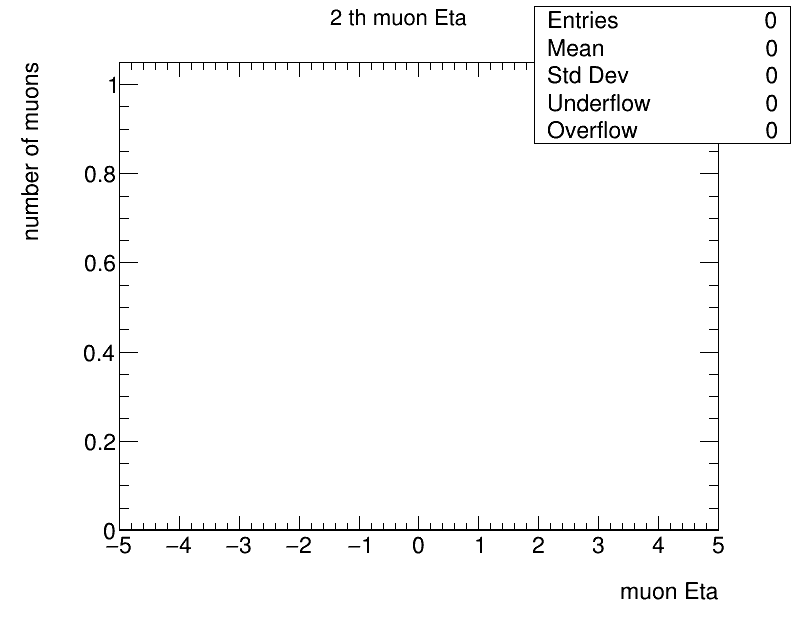 2 th muon Eta
Entries 0
Mean 0
Std Dev 0
Underflow 0
Overflow 0
number of muons
1
0.8
0.6
0.4
0.2
0
−5 −4 −3 −2 −1 0 1 2 3 4 5
muon Eta